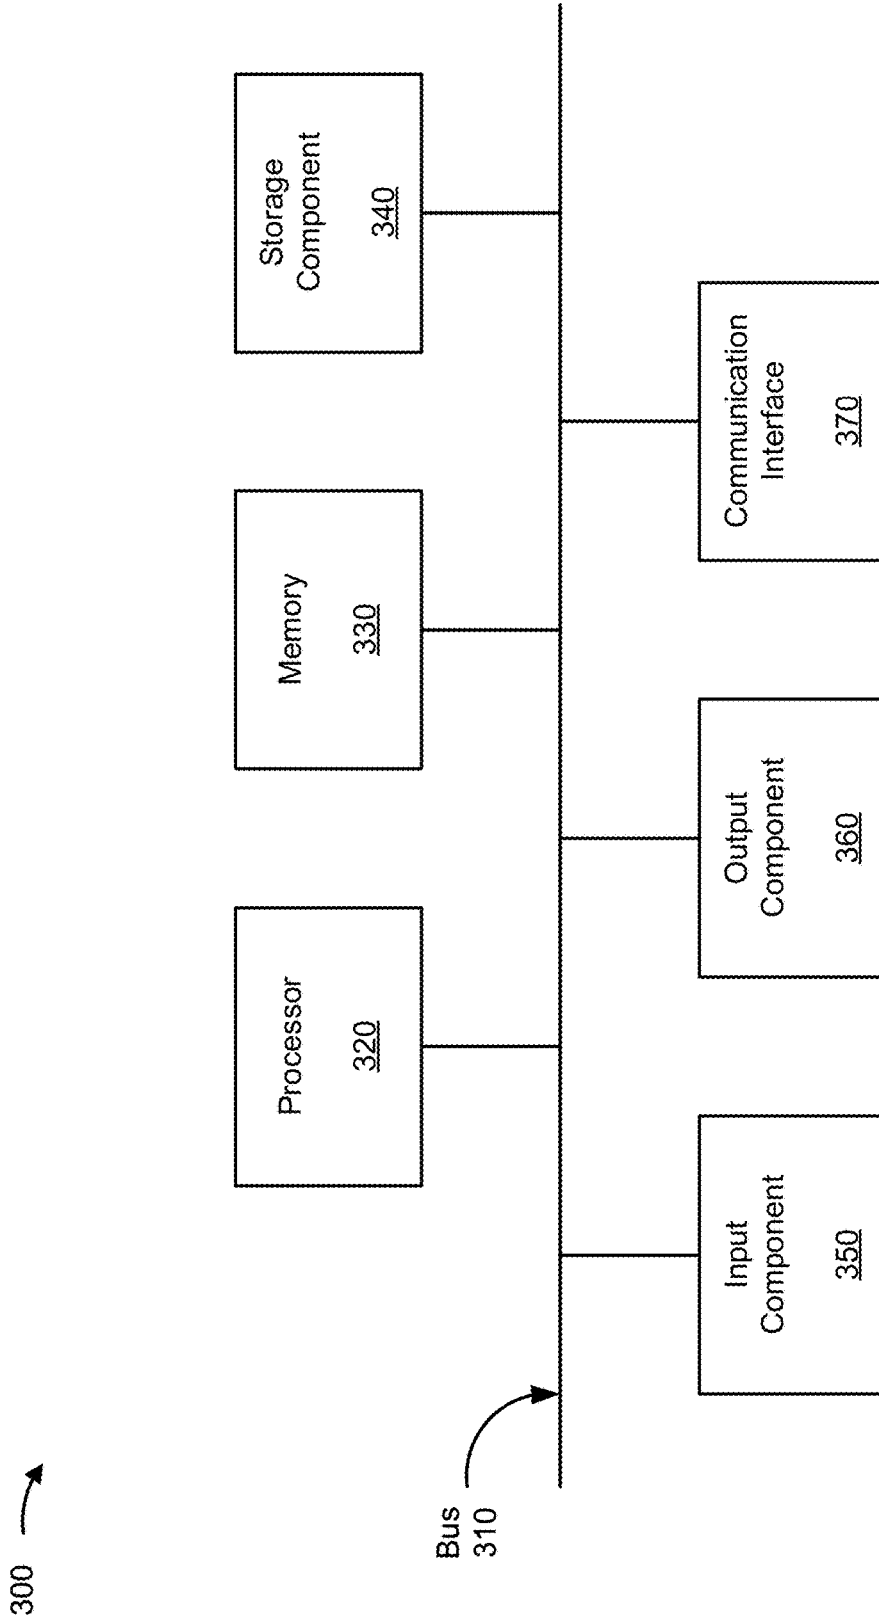 300
Bus
310
Processor
320
Memory
330
Storage
Component
340
Input
Component
350
Output
Component
360
Communication
Interface
370